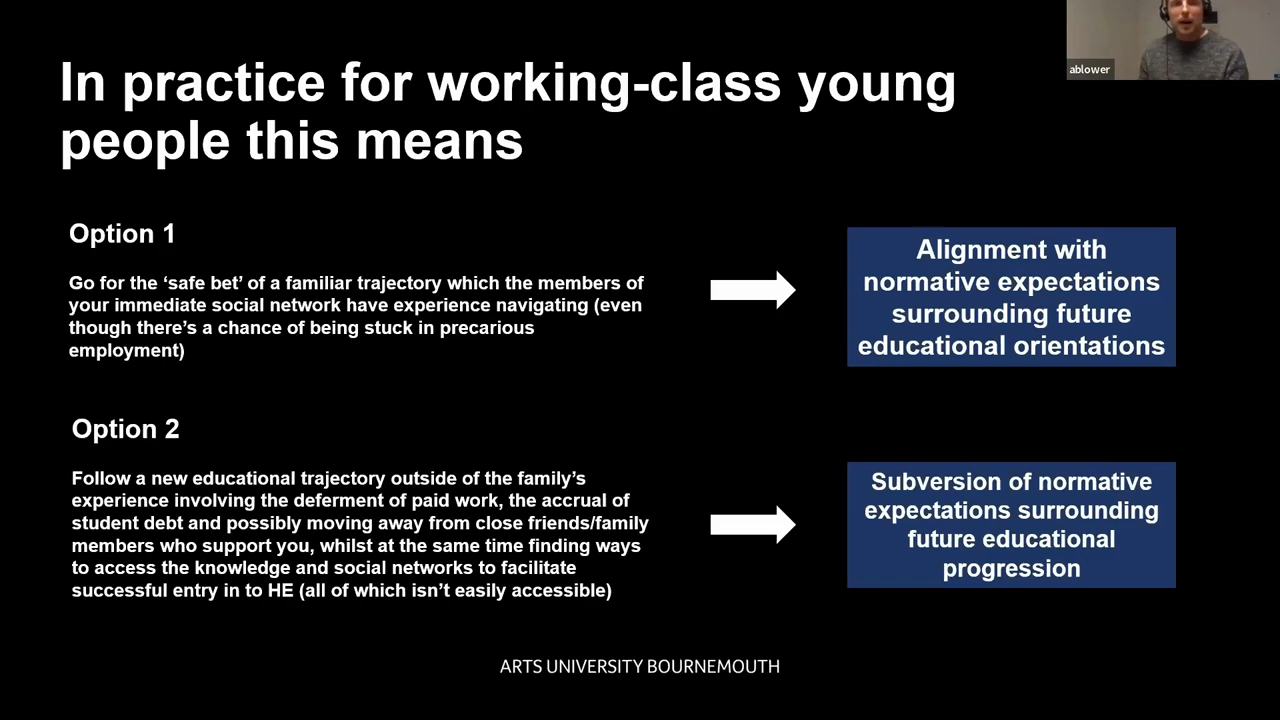 In practice for working-class young
people this means
ablower
Option 1
Go for the ‘safe bet’ of a familiar trajectory which the members of
your immediate social network have experience navigating (even
though there’s a chance of being stuck in precarious
employment)
Alignment with
normative expectations
surrounding future
educational orientations
Option 2
Follow a new educational trajectory outside of the family’s
experience involving the deferment of paid work, the accrual of
student debt and possibly moving away from close friends/family
members who support you, whilst at the same time finding ways
to access the knowledge and social networks to facilitate
successful entry in to HE (all of which isn’t easily accessible)
Subversion of normative
expectations surrounding
future educational
progression
ARTS UNIVERSITY BOURNEMOUTH